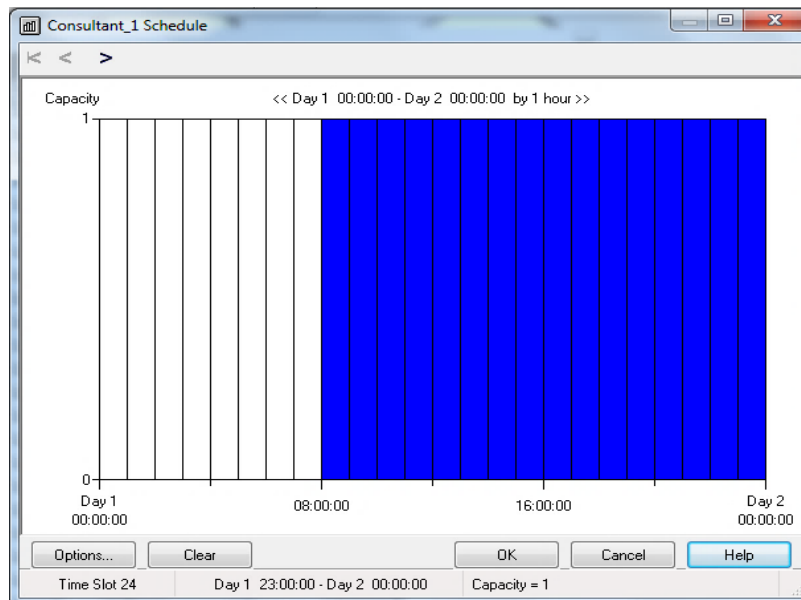 Consultant_1 Schedule
Capacity
<< Day 1 00:00:00 - Day 2 00:00:00 by 1 hour >>
1
0
Day 1
00:00:00
08:00:00
16:00:00
Day 2
00:00:00
Options...
Clear
OK
Cancel
Help
Time Slot 24
Day 1 23:00:00 - Day 2 00:00:00
Capacity = 1